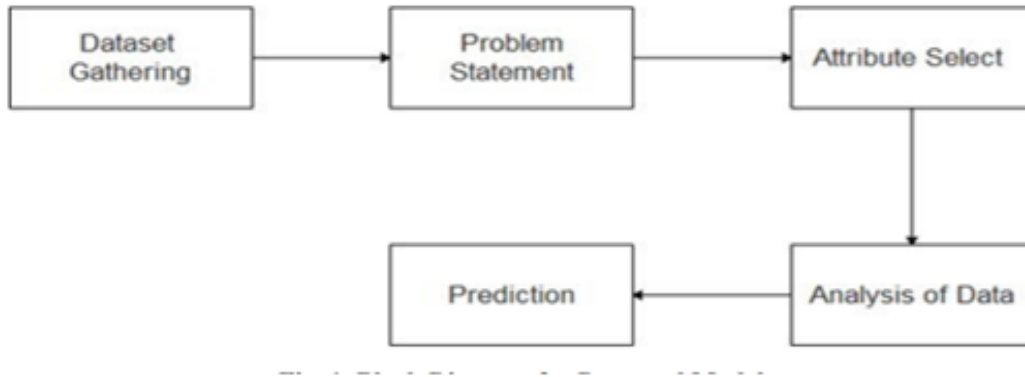 Dataset
Gathering
Problem
Statement
Attribute Select
Analysis of Data
Prediction